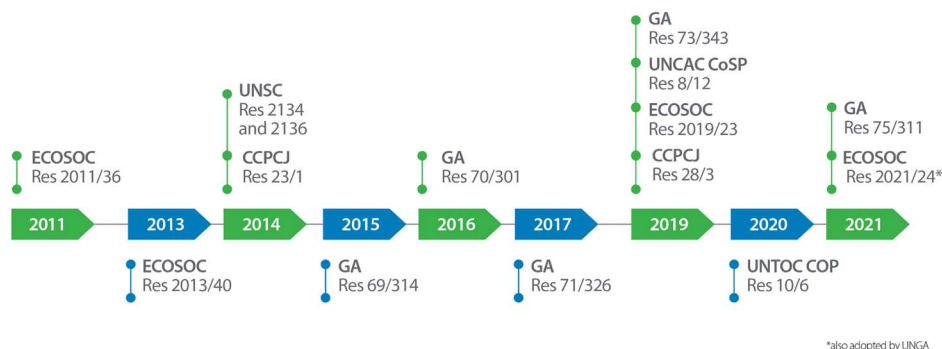 GA
Res 73/343
UNCAC CoSP
Res 8/12
UNSC
Res 2134
and 2136
ECOSOC
Res 2019/23
GA
Res 75/311
ECOSOC
Res 2011/36
CCPCJ
Res 23/1
GA
Res 70/301
CCPCJ
Res 28/3
ECOSOC
Res 2021/24*
2011
2013
2014
2015
2016
2017
2019
2020
2021
ECOSOC
Res 2013/40
GA
Res 69/314
GA
Res 71/326
UNTOC COP
Res 10/6
*also adopted by UNGA